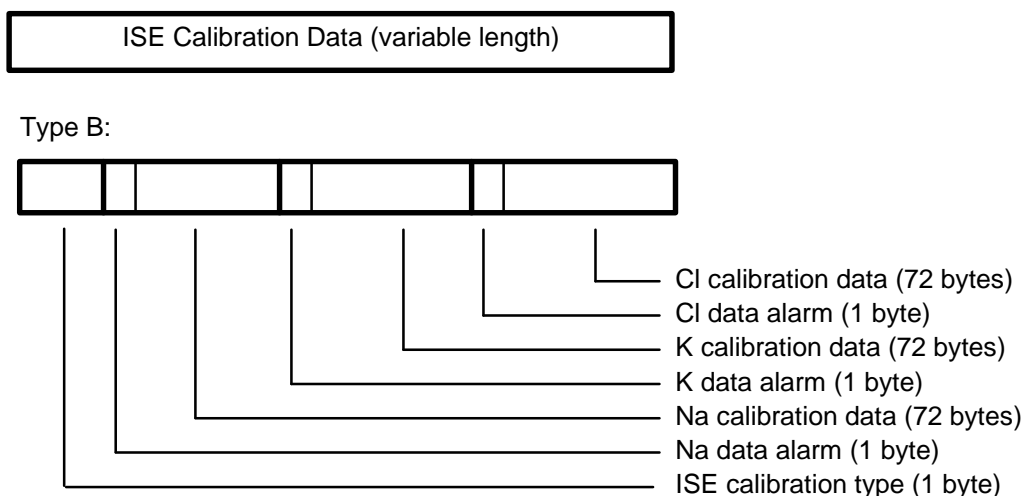 ISE Calibration Data (variable length)
Type B:
Cl calibration data (72 bytes)
Cl data alarm (1 byte)
K calibration data (72 bytes)
K data alarm (1 byte)
Na calibration data (72 bytes)
Na data alarm (1 byte)
ISE calibration type (1 byte)